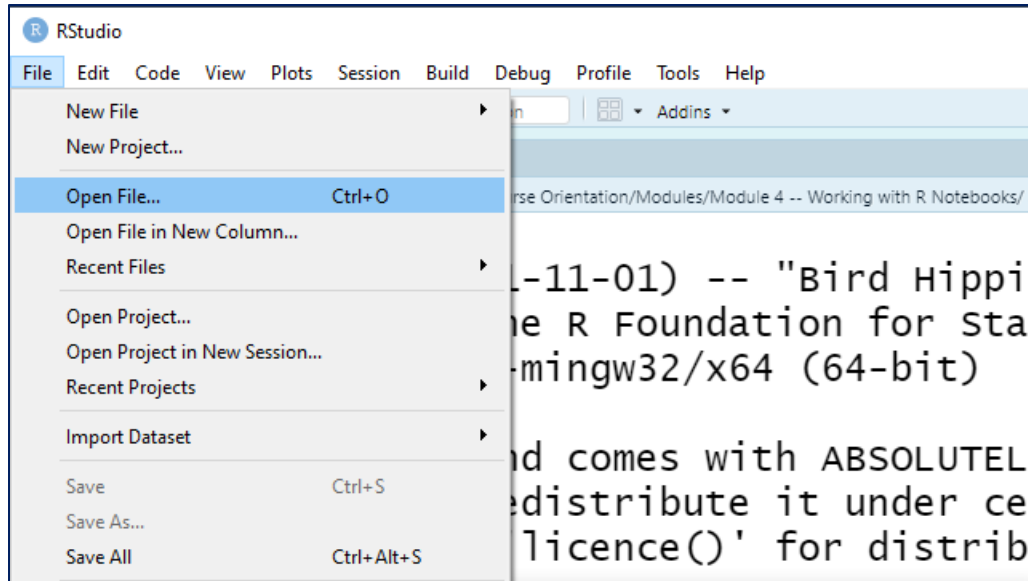 RStudio
File Edit Code View Plots Session Build Debug Profile Tools Help
New File
Addins
New Project...
Open File... Ctrl+O
Orientation/Modules/Module 4 -- Working with R Notebooks/
Open File in New Column...
Recent Files
1-11-01) -- "Bird Hippi
Open Project...
R Foundation for Sta
Open Project in New Session...
-mingw32/x64 (64-bit)
Recent Projects
Import Dataset
comes with ABSOLUTEL
Save Ctrl+S
edistribute it under ce
Save As...
'licence()' for distrib
Save All Ctrl+Alt+S